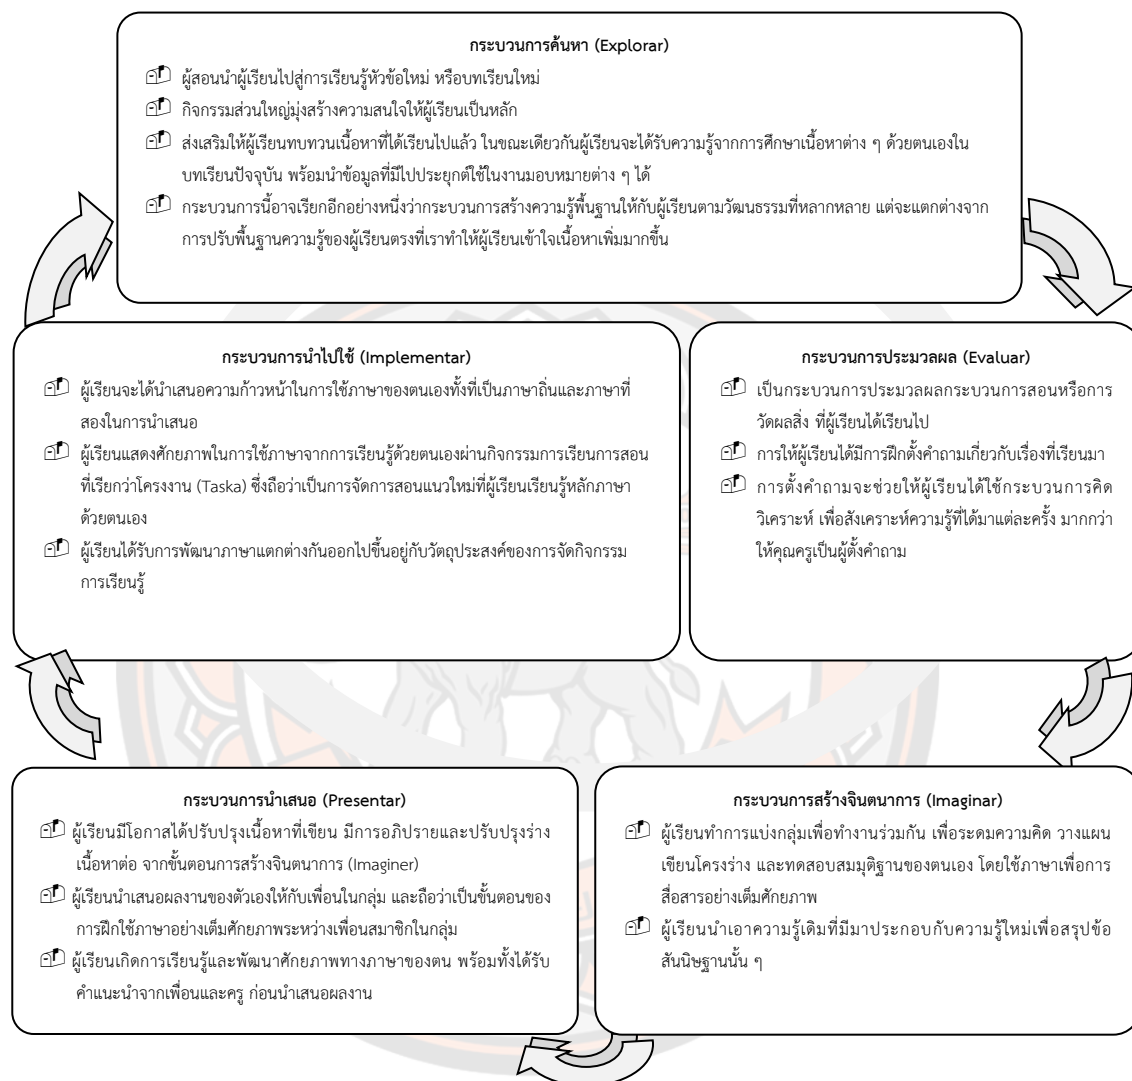 กระบวนการค้นหา (Explorar)
ผู้สอนนำผู้เรียนไปสู่การเรียนรู้หัวข้อใหม่ หรือบทเรียนใหม่
กิจกรรมส่วนใหญ่มุ่งสร้างความสนใจให้ผู้เรียนเป็นหลัก
ส่งเสริมให้ผู้เรียนทบทวนเนื้อหาที่ได้เรียนไปแล้ว ในขณะเดียวกันผู้เรียนจะได้รับความรู้จากการศึกษาเนื้อหาต่าง ๆ ด้วยตนเองใน
บทเรียนปัจจุบัน พร้อมนำข้อมูลที่มีไปประยุกต์ใช้ในงานมอบหมายต่าง ๆ ได้
กระบวนการนี้อาจเรียกอีกอย่างหนึ่งว่ากระบวนการสร้างความรู้พื้นฐานให้กับผู้เรียนตามวัฒนธรรมที่หลากหลาย แต่จะแตกต่างจาก
การปรับพื้นฐานความรู้ของผู้เรียนตรงที่เราทำให้ผู้เรียนเข้าใจเนื้อหาเพิ่มมากขึ้น
กระบวนการนำไปใช้ (Implementar)
ผู้เรียนจะได้นำเสนอความก้าวหน้าในการใช้ภาษาของตนเองทั้งที่เป็นภาษาถิ่นและภาษาที่
สองในการนำเสนอ
ผู้เรียนแสดงศักยภาพในการใช้ภาษาจากการเรียนรู้ด้วยตนเองผ่านกิจกรรมการเรียนการสอน
ที่เรียกว่าโครงงาน (Taska) ซึ่งถือว่าเป็นการจัดการสอนแนวใหม่ที่ผู้เรียนเรียนรู้หลักภาษา
ด้วยตนเอง
ผู้เรียนได้รับการพัฒนาภาษาแตกต่างกันออกไปขึ้นอยู่กับวัตถุประสงค์ของการจัดกิจกรรม
การเรียนรู้
กระบวนการประมวลผล (Evaluar)
เป็นกระบวนการประมวลผลกระบวนการสอนหรือการ
วัดผลสิ่ง ที่ผู้เรียนได้เรียนไป
การให้ผู้เรียนได้มีการฝึกตั้งคำถามเกี่ยวกับเรื่องที่เรียนมา
การตั้งคำถามจะช่วยให้ผู้เรียนได้ใช้กระบวนการคิด
วิเคราะห์ เพื่อสังเคราะห์ความรู้ที่ได้มาแต่ละครั้ง มากกว่า
ให้คุณครูเป็นผู้ตั้งคำถาม
กระบวนการนำเสนอ (Presentar)
ผู้เรียนมีโอกาสได้ปรับปรุงเนื้อหาที่เขียน มีการอภิปรายและปรับปรุงร่าง
เนื้อหาต่อ จากขั้นตอนการสร้างจินตนาการ (Imaginer)
ผู้เรียนนำเสนอผลงานของตัวเองให้กับเพื่อนในกลุ่ม และถือว่าเป็นขั้นตอนของ
การฝึกใช้ภาษาอย่างเต็มศักยภาพระหว่างเพื่อนสมาชิกในกลุ่ม
ผู้เรียนเกิดการเรียนรู้และพัฒนาศักยภาพทางภาษาของตน พร้อมทั้งได้รับ
คำแนะนำจากเพื่อนและครู ก่อนนำเสนอผลงาน
กระบวนการสร้างจินตนาการ (Imaginar)
ผู้เรียนทำการแบ่งกลุ่มเพื่อทำงานร่วมกัน เพื่อระดมความคิด วางแผน
เขียนโครงร่าง และทดสอบสมมุติฐานของตนเอง โดยใช้ภาษาเพื่อการ
สื่อสารอย่างเต็มศักยภาพ
ผู้เรียนนำเอาความรู้เดิมที่มีมาประกอบกับความรู้ใหม่เพื่อสรุปข้อ
สันนิษฐานนั้น ๆ